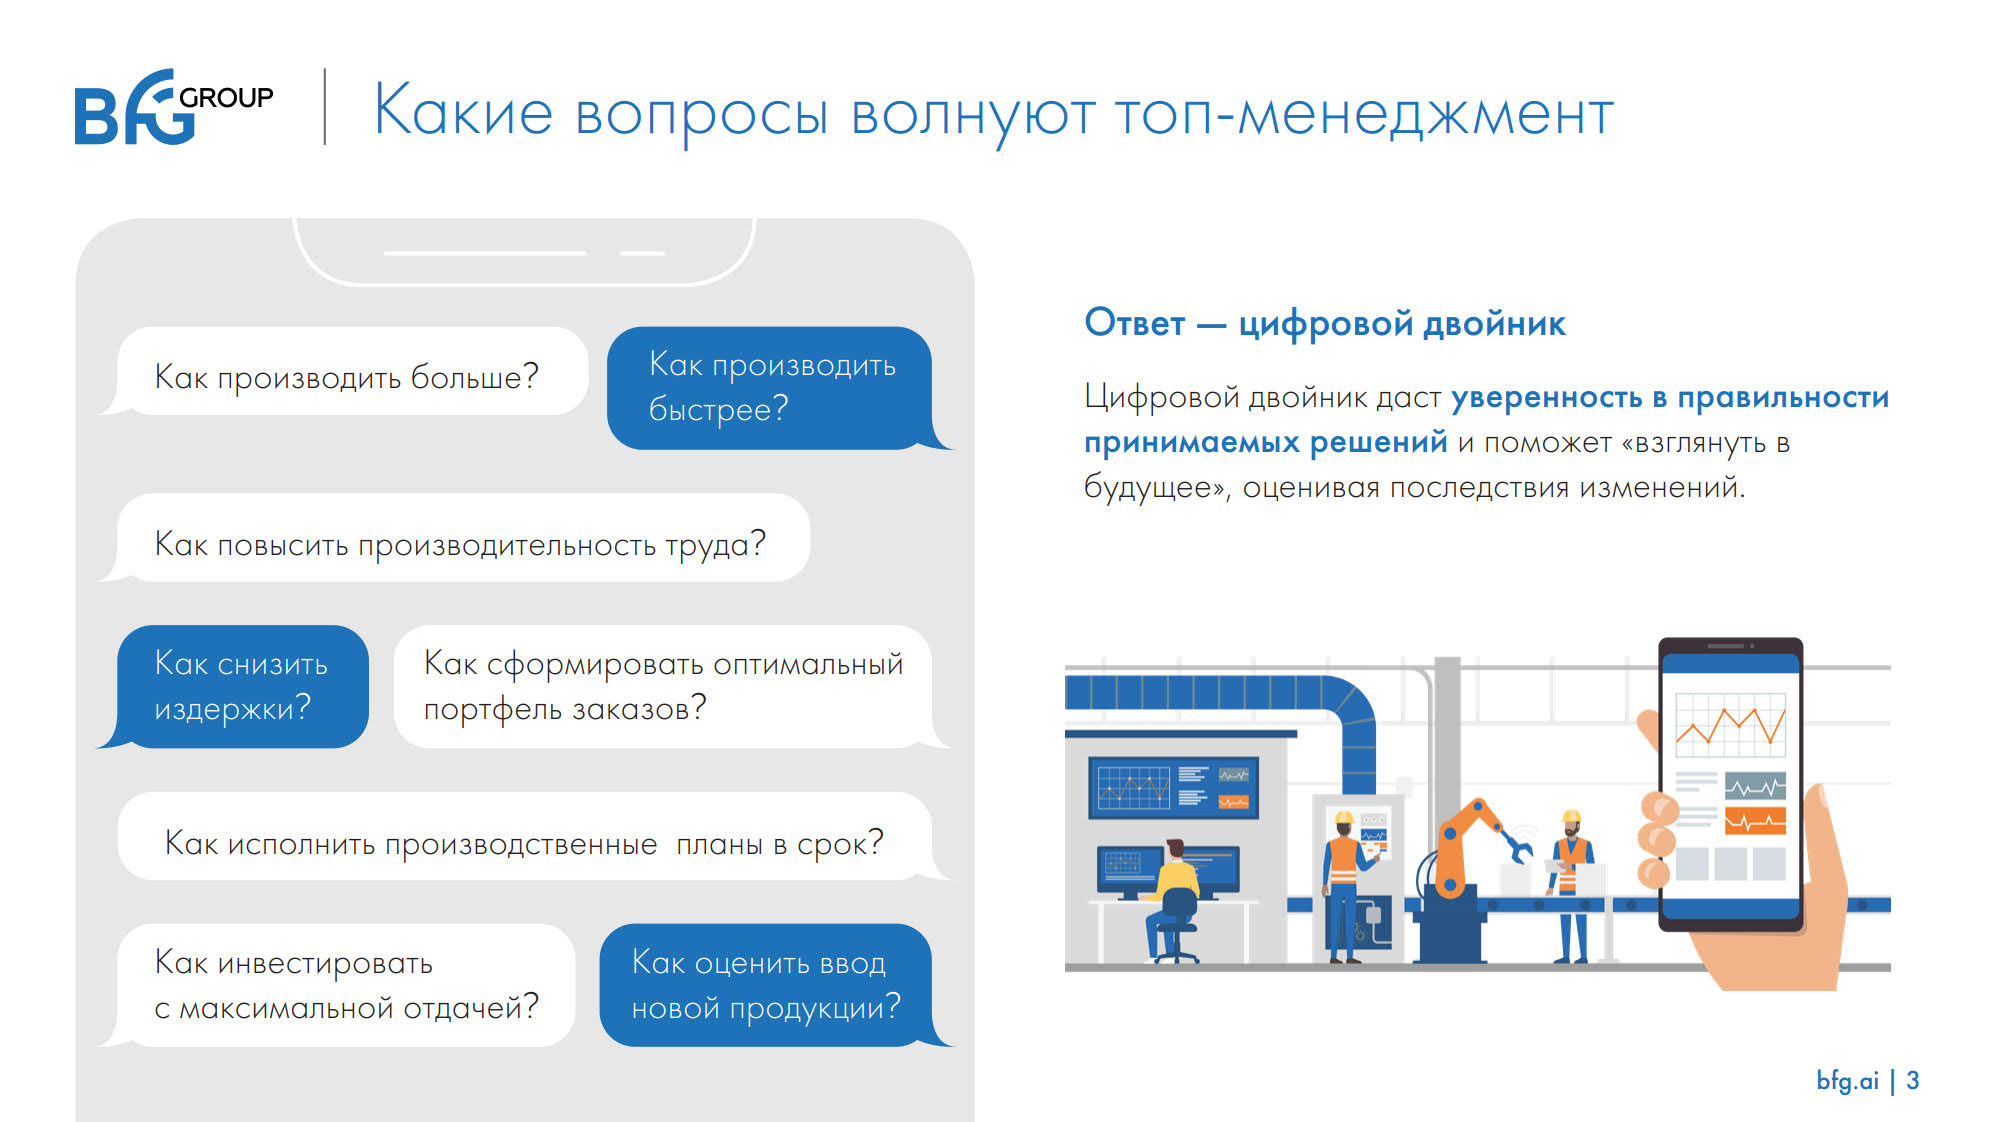 BFG GROUP
Какие вопросы волнуют топ-менеджмент
Как производить больше?
Как производить
быстрее?
Как повысить производительность труда?
Как снизить
издержки?
Как сформировать оптимальный
портфель заказов?
Как исполнить производственные  планы в срок?
Как инвестировать
с максимальной отдачей?
Как оценить ввод
новой продукции?
Ответ — цифровой двойник
Цифровой двойник даст уверенность в правильности
принимаемых решений и поможет «взглянуть в
будущее», оценивая последствия изменений.
bfg.ai | 3